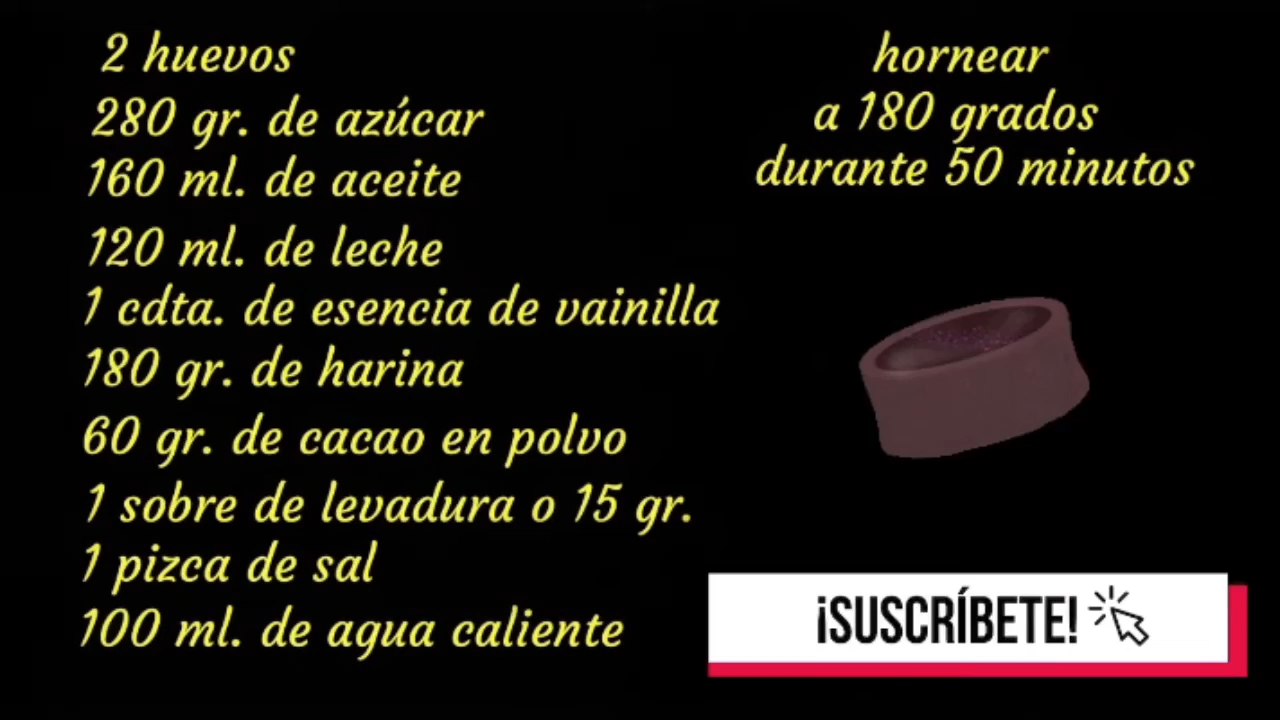 2 huevos
280 gr. de azúcar
160 ml. de aceite
120 ml. de leche
1 cdta. de esencia de vainilla
180 gr. de harina
60 gr. de cacao en polvo
1 sobre de levadura o 15 gr.
1 pizca de sal
100 ml. de agua caliente
hornear
a 180 grados
durante 50 minutos
¡SUSCRÍBETE!